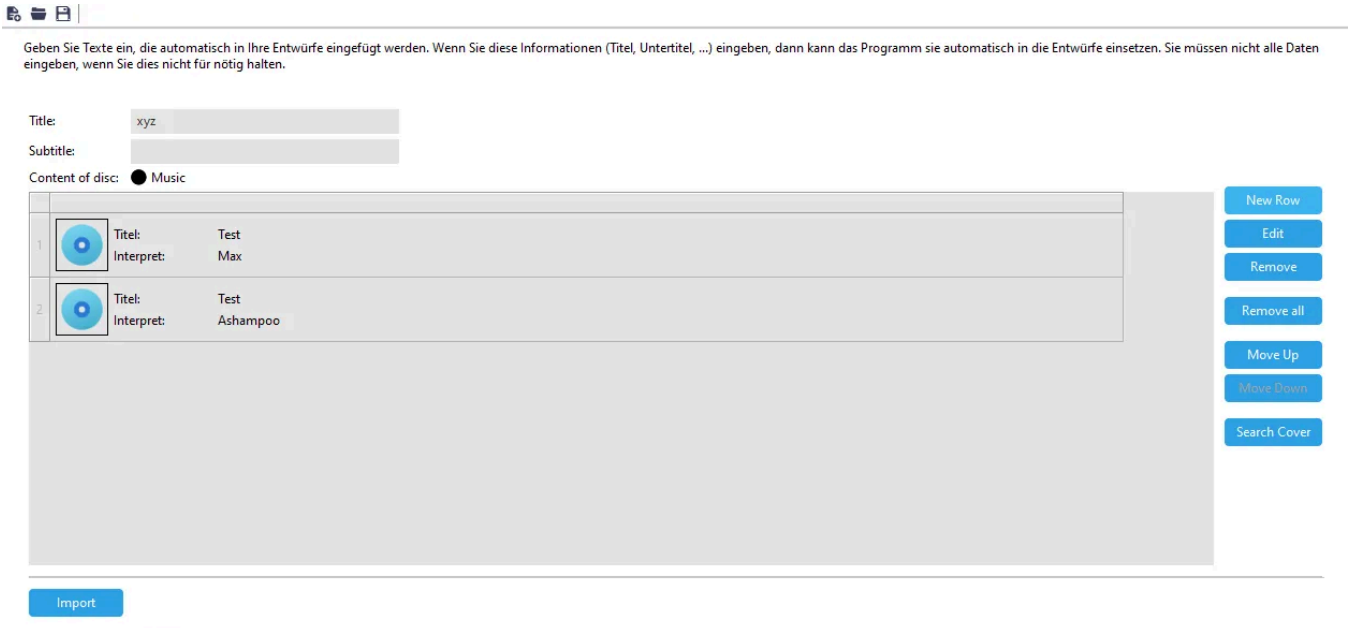 Geben Sie Texte ein, die automatisch in Ihre Entwürfe eingefügt werden. Wenn Sie diese Informationen (Titel, Untertitel, ...) eingeben, dann kann das Programm sie automatisch in die Entwürfe einsetzen. Sie müssen nicht alle Daten
eingeben, wenn Sie dies nicht für nötig halten.
Title: xyz
Subtitle:
Content of disc: Music
New Row
1 Titel: Test
Interpret: Max
Edit
Remove
2 Titel: Test
Interpret: Ashampoo
Remove all
Move Up
Move Down
Search Cover
Import